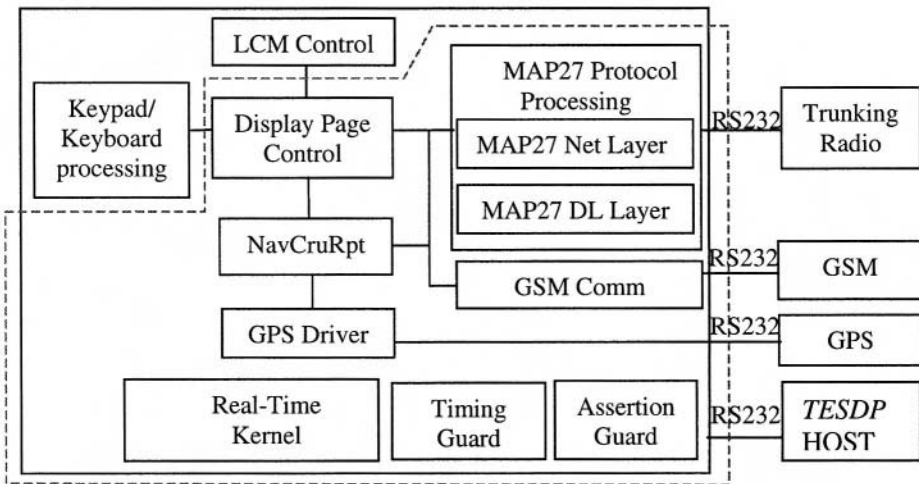 LCM Control
Keypad/
Keyboard
processing
Display Page
Control
MAP27 Protocol
Processing
MAP27 Net Layer
MAP27 DL Layer
RS232
Trunking
Radio
NavCruRpt
GSM Comm
RS232
GSM
GPS Driver
RS232
GPS
Real-Time
Kernel
Timing
Guard
Assertion
Guard
RS232
TESDP
HOST